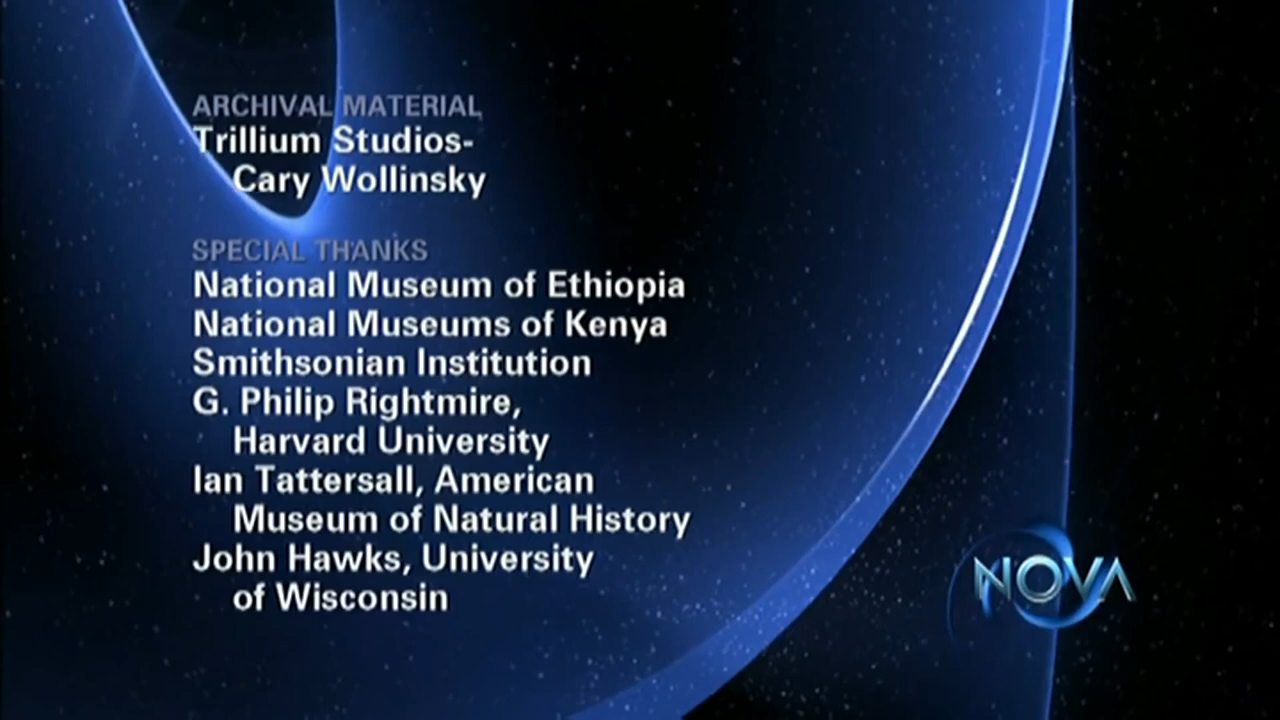 ARCHIVAL MATERIAL
Trillium Studios-
Cary Wollinsky
SPECIAL THANKS
National Museum of Ethiopia
National Museums of Kenya
Smithsonian Institution
G. Philip Rightmire,
Harvard University
Ian Tattersall, American
Museum of Natural History
John Hawks, University
of Wisconsin
NOVA